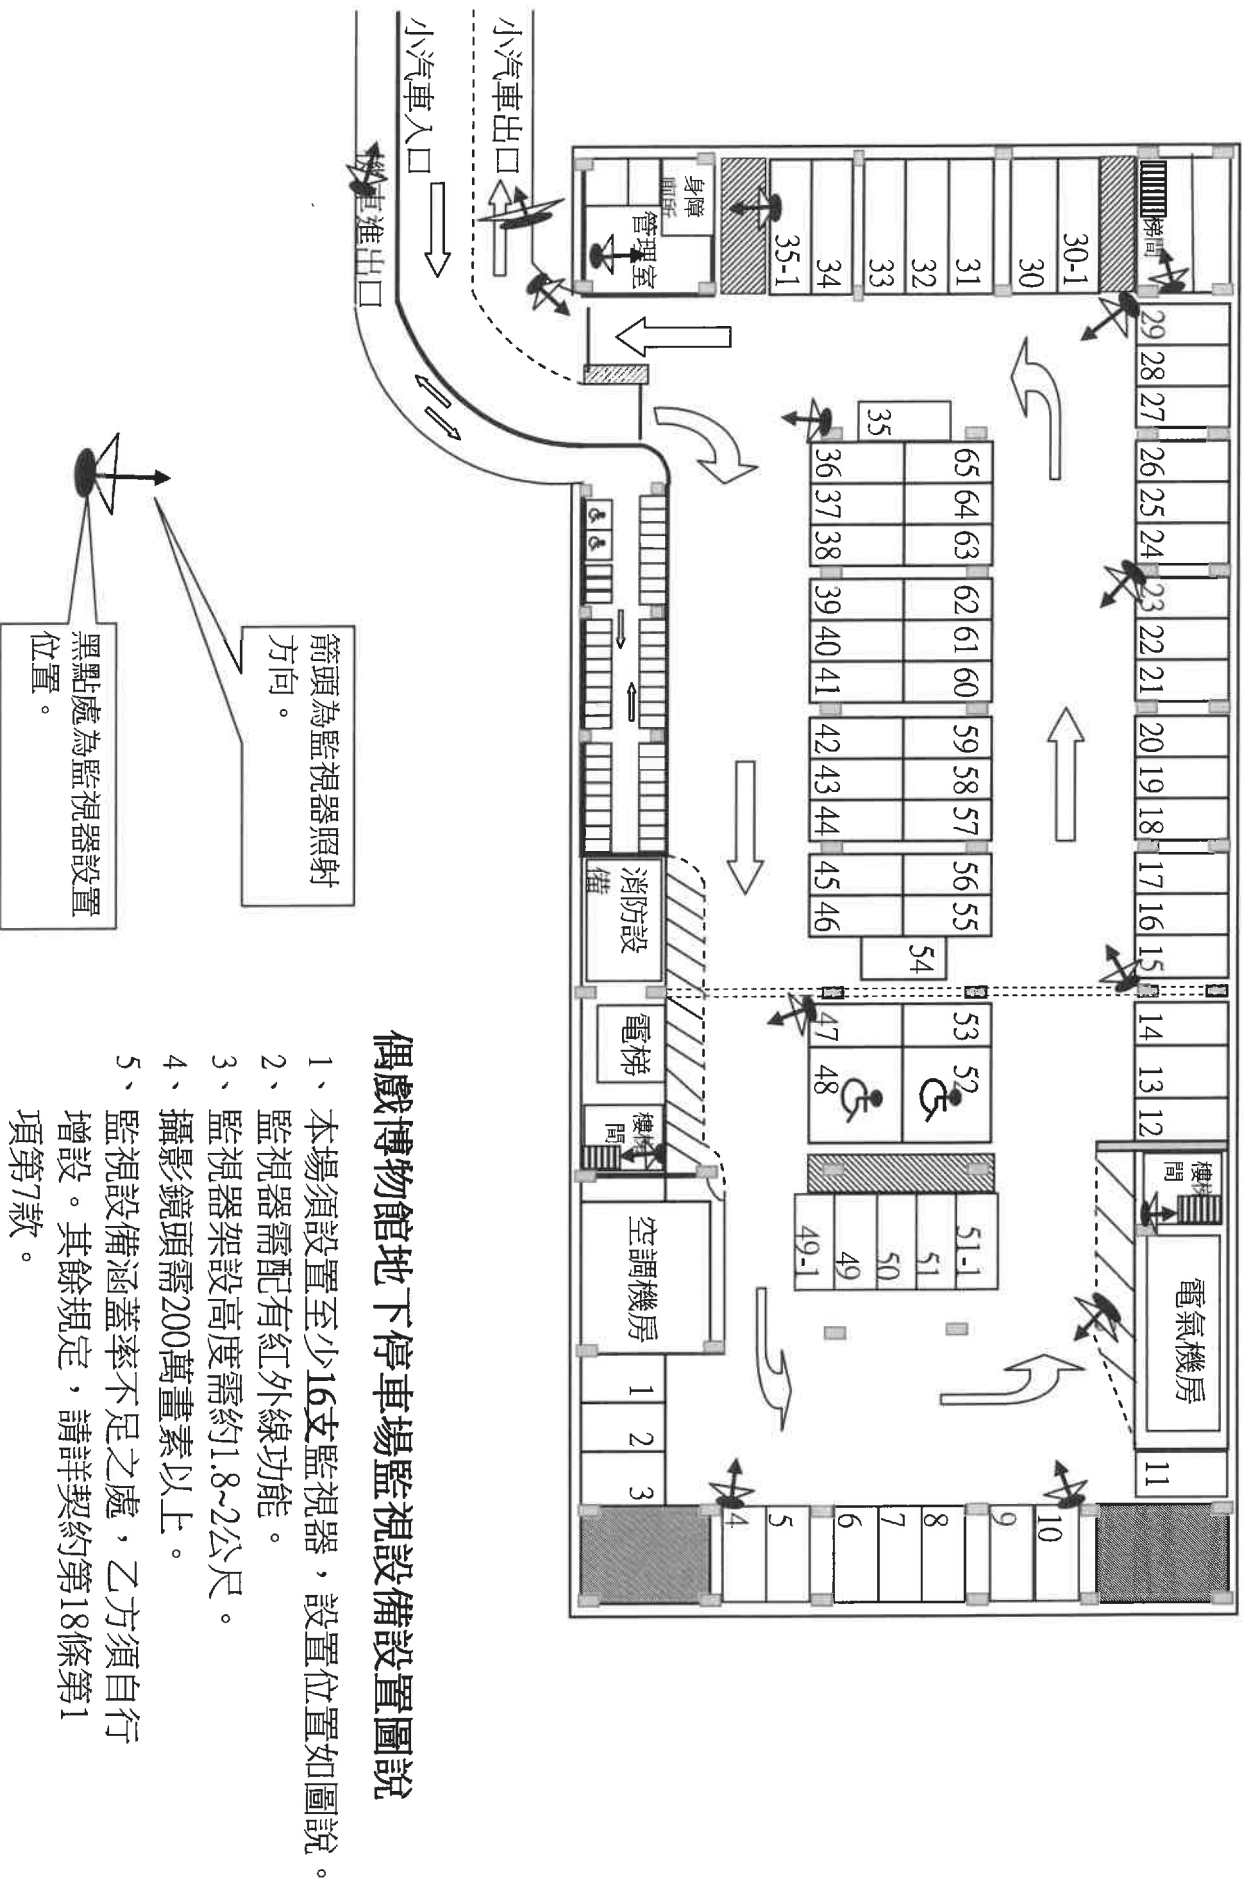 梯間
29 28 27 26 25 24 23 22 21 20 19 18 17 16 15 14 13 12
樓梯
間
電氣機房
11
30-1
30
31
32
33
34
35-1
65 64 63 62 61 60 59 58 57 56 55
35
54
36 37 38 39 40 41 42 43 44 45 46
53 52
47 48
51-1
51
50
49
49-1
10
9
8
7
6
5
4
身障
廁所
管理室
消防設
備
電梯
樓梯
間
空調機房
1 2 3
小汽車出口
小汽車入口
機車進出口
箭頭為監視器照射
方向。
黑點處為監視器設置
位置。
偶戲博物館地下停車場監視設備設置圖說
1、本場須設置至少16支監視器，設置位置如圖說。
2、監視器需配有紅外線功能。
3、監視器架設高度需約1.8~2公尺。
4、攝影鏡頭需200萬畫素以上。
5、監視設備涵蓋率不足之處，乙方須自行
增設。其餘規定，請詳契約第18條第1
項第7款。